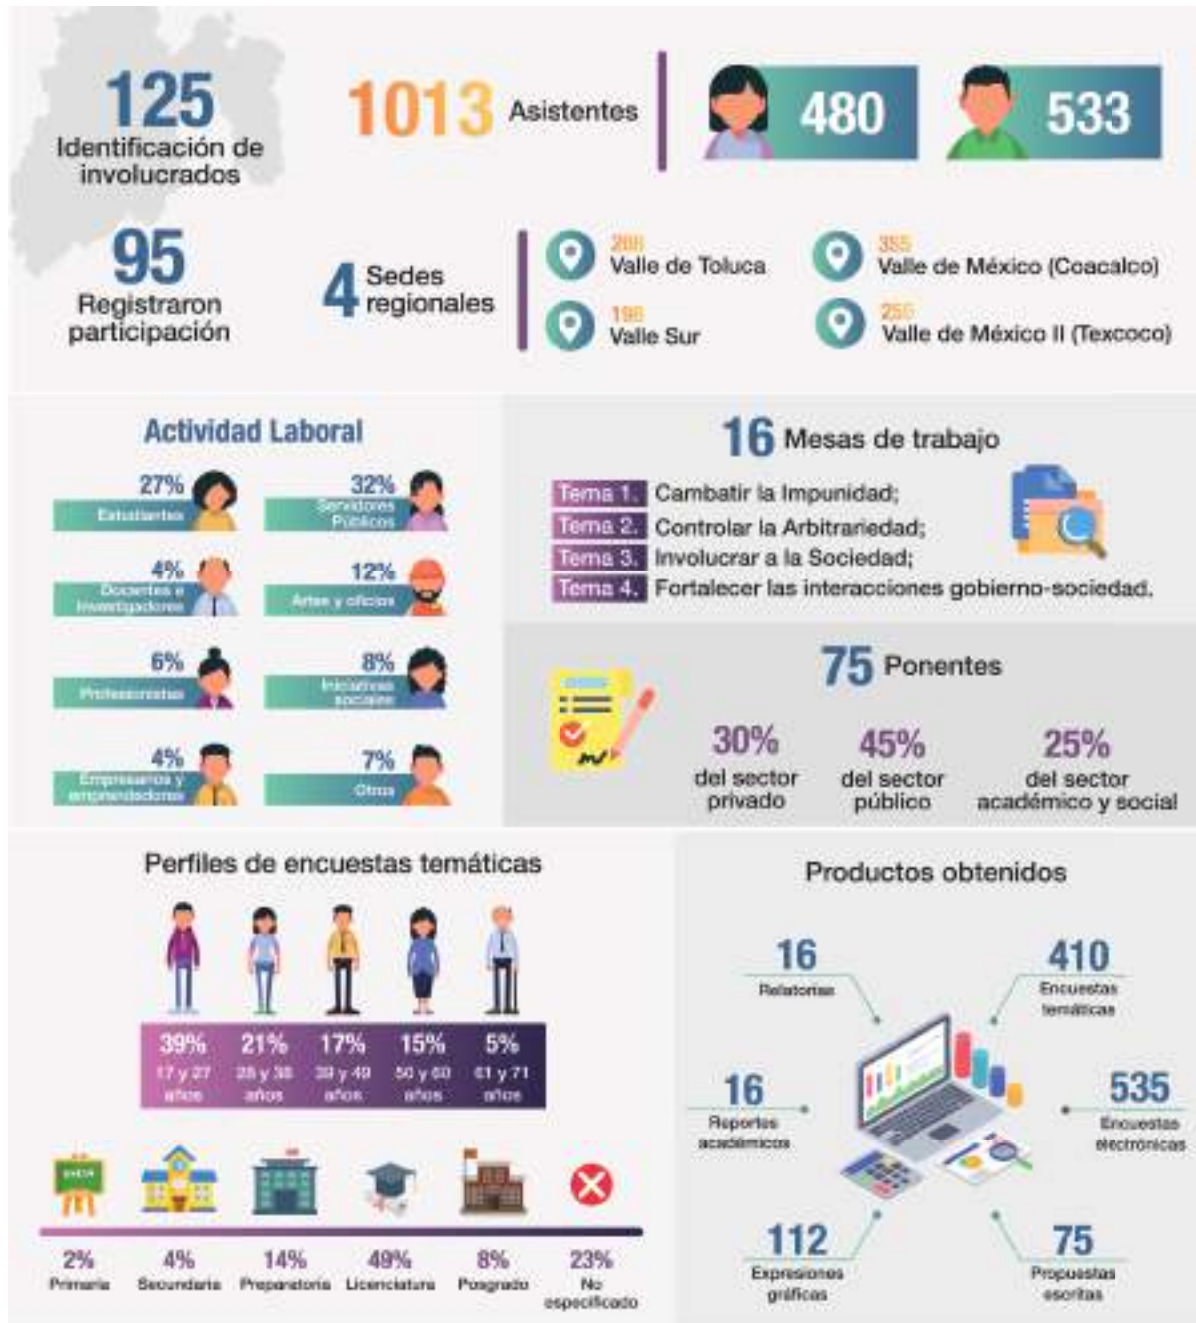 125
Identificación de
involucrados
1013 Asistentes
480
533
95
Registraron
participación
4 Sedes
regionales
206
Valle de Toluca
355
Valle de México (Coacalco)
196
Valle Sur
256
Valle de México II (Texcoco)
Actividad Laboral
27%
Estudiantes
32%
Servidores
Públicos
4%
Docentes e
Investigadores
12%
Artes y oficios
6%
Profesionistas
8%
Iniciativas
sociales
4%
Empresarios y
emprendedores
7%
Otros
16 Mesas de trabajo
Tema 1. Cambatir la Impunidad;
Tema 2. Controlar la Arbitrariedad;
Tema 3. Involucrar a la Sociedad;
Tema 4. Fortalecer las interacciones gobierno-sociedad.
75 Ponentes
30%
del sector
privado
45%
del sector
público
25%
del sector
académico y social
Perfiles de encuestas temáticas
39%
17 y 27
años
21%
28 y 38
años
17%
39 y 49
años
15%
50 y 60
años
5%
61 y 71
años
2%
Primaria
4%
Secundaria
14%
Preparatoria
49%
Licenciatura
8%
Posgrado
23%
No
especificado
Productos obtenidos
16
Relatorías
410
Encuestas
temáticas
16
Reportes
académicos
535
Encuestas
electrónicas
112
Expresiones
gráficas
75
Propuestas
escritas